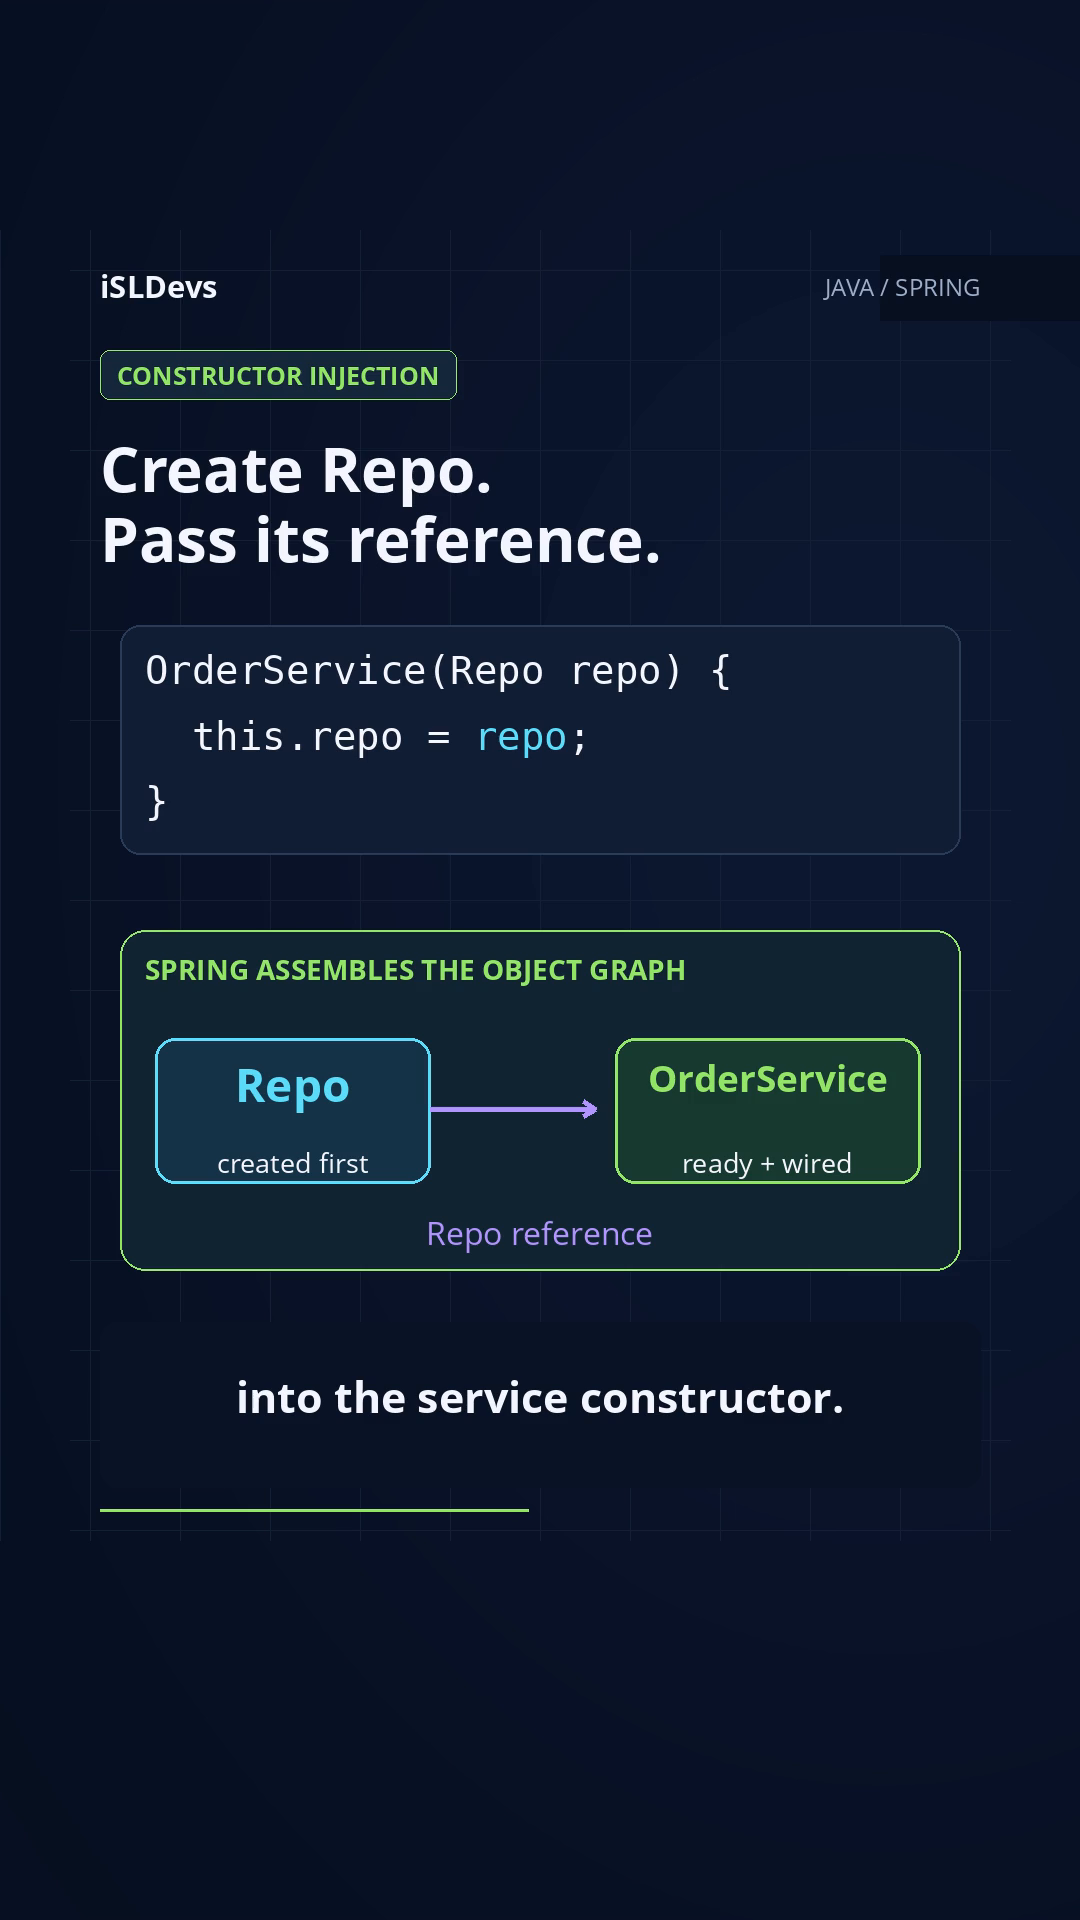 iSLDevs
JAVA / SPRING
CONSTRUCTOR INJECTION
Create Repo.
Pass its reference.
OrderService(Repo repo) {
  this.repo = repo;
}
SPRING ASSEMBLES THE OBJECT GRAPH
Repo
created first
OrderService
ready + wired
Repo reference
into the service constructor.